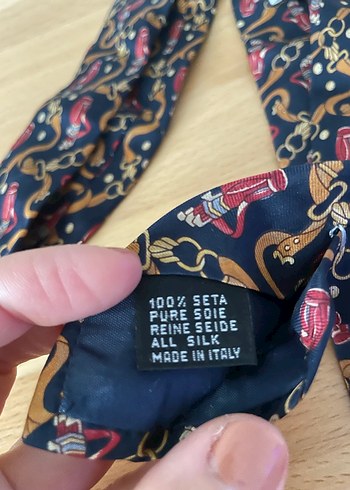 100% SETA
PURE SOIE
REINE SEIDE
ALL SILK
MADE IN ITALY